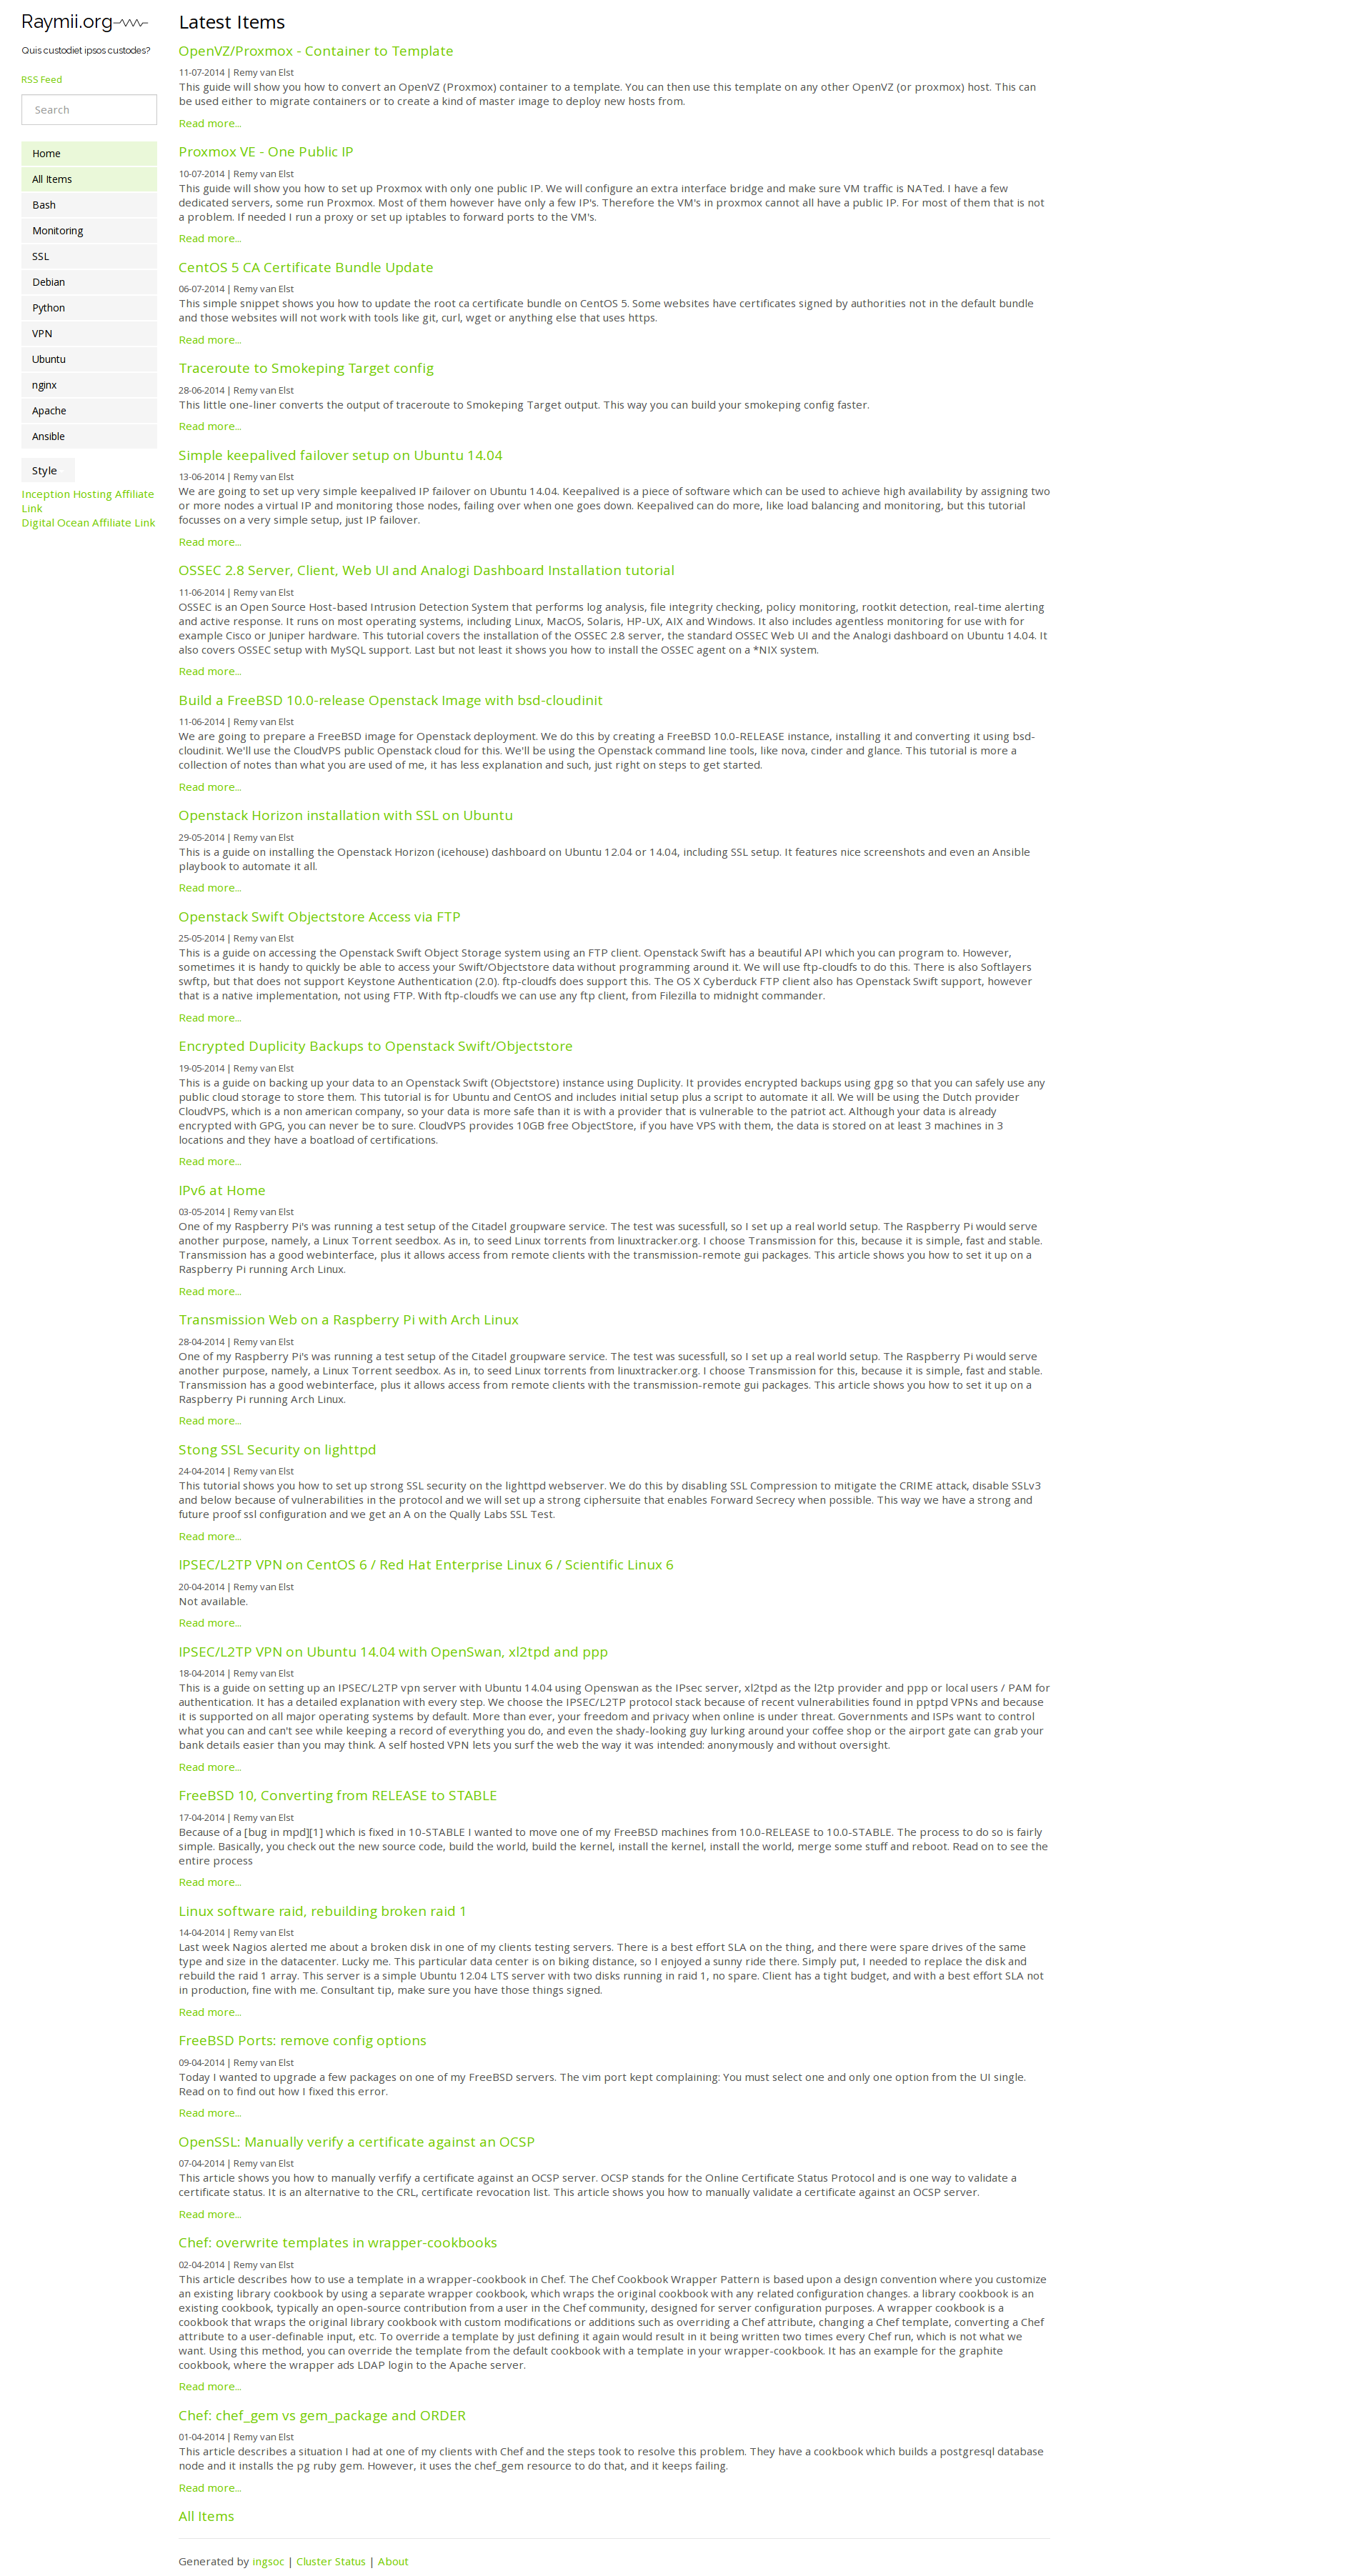 Raymii.org
Quis custodiet ipsos custodes?
RSS Feed
Search
Home
All Items
Bash
Monitoring
SSL
Debian
Python
VPN
Ubuntu
nginx
Apache
Ansible
Style
Inception Hosting Affiliate
Link
Digital Ocean Affiliate Link
Latest Items
OpenVZ/Proxmox - Container to Template
11-07-2014 | Remy van Elst
This guide will show you how to convert an OpenVZ (Proxmox) container to a template. You can then use this template on any other OpenVZ (or proxmox) host. This can
be used either to migrate containers or to create a kind of master image to deploy new hosts from.
Read more...
Proxmox VE - One Public IP
10-07-2014 | Remy van Elst
This guide will show you how to set up Proxmox with only one public IP. We will configure an extra interface bridge and make sure VM traffic is NATed. I have a few
dedicated servers, some run Proxmox. Most of them however have only a few IP's. Therefore the VM's in proxmox cannot all have a public IP. For most of them that is not
a problem. If needed I run a proxy or set up iptables to forward ports to the VM's.
Read more...
CentOS 5 CA Certificate Bundle Update
06-07-2014 | Remy van Elst
This simple snippet shows you how to update the root ca certificate bundle on CentOS 5. Some websites have certificates signed by authorities not in the default bundle
and those websites will not work with tools like git, curl, wget or anything else that uses https.
Read more...
Traceroute to Smokeping Target config
28-06-2014 | Remy van Elst
This little one-liner converts the output of traceroute to Smokeping Target output. This way you can build your smokeping config faster.
Read more...
Simple keepalived failover setup on Ubuntu 14.04
13-06-2014 | Remy van Elst
We are going to set up very simple keepalived IP failover on Ubuntu 14.04. Keepalived is a piece of software which can be used to achieve high availability by assigning two
or more nodes a virtual IP and monitoring those nodes, failing over when one goes down. Keepalived can do more, like load balancing and monitoring, but this tutorial
focusses on a very simple setup, just IP failover.
Read more...
OSSEC 2.8 Server, Client, Web UI and Analogi Dashboard Installation tutorial
11-06-2014 | Remy van Elst
OSSEC is an Open Source Host-based Intrusion Detection System that performs log analysis, file integrity checking, policy monitoring, rootkit detection, real-time alerting
and active response. It runs on most operating systems, including Linux, MacOS, Solaris, HP-UX, AIX and Windows. It also includes agentless monitoring for use with for
example Cisco or Juniper hardware. This tutorial covers the installation of the OSSEC 2.8 server, the standard OSSEC Web UI and the Analogi dashboard on Ubuntu 14.04. It
also covers OSSEC setup with MySQL support. Last but not least it shows you how to install the OSSEC agent on a *NIX system.
Read more...
Build a FreeBSD 10.0-release Openstack Image with bsd-cloudinit
11-06-2014 | Remy van Elst
We are going to prepare a FreeBSD image for Openstack deployment. We do this by creating a FreeBSD 10.0-RELEASE instance, installing it and converting it using bsd-
cloudinit. We'll use the CloudVPS public Openstack cloud for this. We'll be using the Openstack command line tools, like nova, cinder and glance. This tutorial is more a
collection of notes than what you are used of me, it has less explanation and such, just right on steps to get started.
Read more...
Openstack Horizon installation with SSL on Ubuntu
29-05-2014 | Remy van Elst
This is a guide on installing the Openstack Horizon (icehouse) dashboard on Ubuntu 12.04 or 14.04, including SSL setup. It features nice screenshots and even an Ansible
playbook to automate it all.
Read more...
Openstack Swift Objectstore Access via FTP
25-05-2014 | Remy van Elst
This is a guide on accessing the Openstack Swift Object Storage system using an FTP client. Openstack Swift has a beautiful API which you can program to. However,
sometimes it is handy to quickly be able to access your Swift/Objectstore data without programming around it. We will use ftp-cloudfs to do this. There is also Softlayers
swftp, but that does not support Keystone Authentication (2.0). ftp-cloudfs does support this. The OS X Cyberduck FTP client also has Openstack Swift support, however
that is a native implementation, not using FTP. With ftp-cloudfs we can use any ftp client, from Filezilla to midnight commander.
Read more...
Encrypted Duplicity Backups to Openstack Swift/Objectstore
19-05-2014 | Remy van Elst
This is a guide on backing up your data to an Openstack Swift (Objectstore) instance using Duplicity. It provides encrypted backups using gpg so that you can safely use any
public cloud storage to store them. This tutorial is for Ubuntu and CentOS and includes initial setup plus a script to automate it all. We will be using the Dutch provider
CloudVPS, which is a non american company, so your data is more safe than it is with a provider that is vulnerable to the patriot act. Although your data is already
encrypted with GPG, you can never be to sure. CloudVPS provides 10GB free ObjectStore, if you have VPS with them, the data is stored on at least 3 machines in 3
locations and they have a boatload of certifications.
Read more...
IPv6 at Home
03-05-2014 | Remy van Elst
One of my Raspberry Pi's was running a test setup of the Citadel groupware service. The test was sucessfull, so I set up a real world setup. The Raspberry Pi would serve
another purpose, namely, a Linux Torrent seedbox. As in, to seed Linux torrents from linuxtracker.org. I choose Transmission for this, because it is simple, fast and stable.
Transmission has a good webinterface, plus it allows access from remote clients with the transmission-remote gui packages. This article shows you how to set it up on a
Raspberry Pi running Arch Linux.
Read more...
Transmission Web on a Raspberry Pi with Arch Linux
28-04-2014 | Remy van Elst
One of my Raspberry Pi's was running a test setup of the Citadel groupware service. The test was sucessfull, so I set up a real world setup. The Raspberry Pi would serve
another purpose, namely, a Linux Torrent seedbox. As in, to seed Linux torrents from linuxtracker.org. I choose Transmission for this, because it is simple, fast and stable.
Transmission has a good webinterface, plus it allows access from remote clients with the transmission-remote gui packages. This article shows you how to set it up on a
Raspberry Pi running Arch Linux.
Read more...
Stong SSL Security on lighttpd
24-04-2014 | Remy van Elst
This tutorial shows you how to set up strong SSL security on the lighttpd webserver. We do this by disabling SSL Compression to mitigate the CRIME attack, disable SSLv3
and below because of vulnerabilities in the protocol and we will set up a strong ciphersuite that enables Forward Secrecy when possible. This way we have a strong and
future proof ssl configuration and we get an A on the Qually Labs SSL Test.
Read more...
IPSEC/L2TP VPN on CentOS 6 / Red Hat Enterprise Linux 6 / Scientific Linux 6
20-04-2014 | Remy van Elst
Not available.
Read more...
IPSEC/L2TP VPN on Ubuntu 14.04 with OpenSwan, xl2tpd and ppp
18-04-2014 | Remy van Elst
This is a guide on setting up an IPSEC/L2TP vpn server with Ubuntu 14.04 using Openswan as the IPsec server, xl2tpd as the l2tp provider and ppp or local users / PAM for
authentication. It has a detailed explanation with every step. We choose the IPSEC/L2TP protocol stack because of recent vulnerabilities found in pptpd VPNs and because
it is supported on all major operating systems by default. More than ever, your freedom and privacy when online is under threat. Governments and ISPs want to control
what you can and can't see while keeping a record of everything you do, and even the shady-looking guy lurking around your coffee shop or the airport gate can grab your
bank details easier than you may think. A self hosted VPN lets you surf the web the way it was intended: anonymously and without oversight.
Read more...
FreeBSD 10, Converting from RELEASE to STABLE
17-04-2014 | Remy van Elst
Because of a [bug in mpd][1] which is fixed in 10-STABLE I wanted to move one of my FreeBSD machines from 10.0-RELEASE to 10.0-STABLE. The process to do so is fairly
simple. Basically, you check out the new source code, build the world, build the kernel, install the kernel, install the world, merge some stuff and reboot. Read on to see the
entire process
Read more...
Linux software raid, rebuilding broken raid 1
14-04-2014 | Remy van Elst
Last week Nagios alerted me about a broken disk in one of my clients testing servers. There is a best effort SLA on the thing, and there were spare drives of the same
type and size in the datacenter. Lucky me. This particular data center is on biking distance, so I enjoyed a sunny ride there. Simply put, I needed to replace the disk and
rebuild the raid 1 array. This server is a simple Ubuntu 12.04 LTS server with two disks running in raid 1, no spare. Client has a tight budget, and with a best effort SLA not
in production, fine with me. Consultant tip, make sure you have those things signed.
Read more...
FreeBSD Ports: remove config options
09-04-2014 | Remy van Elst
Today I wanted to upgrade a few packages on one of my FreeBSD servers. The vim port kept complaining: You must select one and only one option from the UI single.
Read on to find out how I fixed this error.
Read more...
OpenSSL: Manually verify a certificate against an OCSP
07-04-2014 | Remy van Elst
This article shows you how to manually verfify a certificate against an OCSP server. OCSP stands for the Online Certificate Status Protocol and is one way to validate a
certificate status. It is an alternative to the CRL, certificate revocation list. This article shows you how to manually validate a certificate against an OCSP server.
Read more...
Chef: overwrite templates in wrapper-cookbooks
02-04-2014 | Remy van Elst
This article describes how to use a template in a wrapper-cookbook in Chef. The Chef Cookbook Wrapper Pattern is based upon a design convention where you customize
an existing library cookbook by using a separate wrapper cookbook, which wraps the original cookbook with any related configuration changes. a library cookbook is an
existing cookbook, typically an open-source contribution from a user in the Chef community, designed for server configuration purposes. A wrapper cookbook is a
cookbook that wraps the original library cookbook with custom modifications or additions such as overriding a Chef attribute, changing a Chef template, converting a Chef
attribute to a user-definable input, etc. To override a template by just defining it again would result in it being written two times every Chef run, which is not what we
want. Using this method, you can override the template from the default cookbook with a template in your wrapper-cookbook. It has an example for the graphite
cookbook, where the wrapper ads LDAP login to the Apache server.
Read more...
Chef: chef_gem vs gem_package and ORDER
01-04-2014 | Remy van Elst
This article describes a situation I had at one of my clients with Chef and the steps took to resolve this problem. They have a cookbook which builds a postgresql database
node and it installs the pg ruby gem. However, it uses the chef_gem resource to do that, and it keeps failing.
Read more...
All Items
Generated by ingsoc | Cluster Status | About